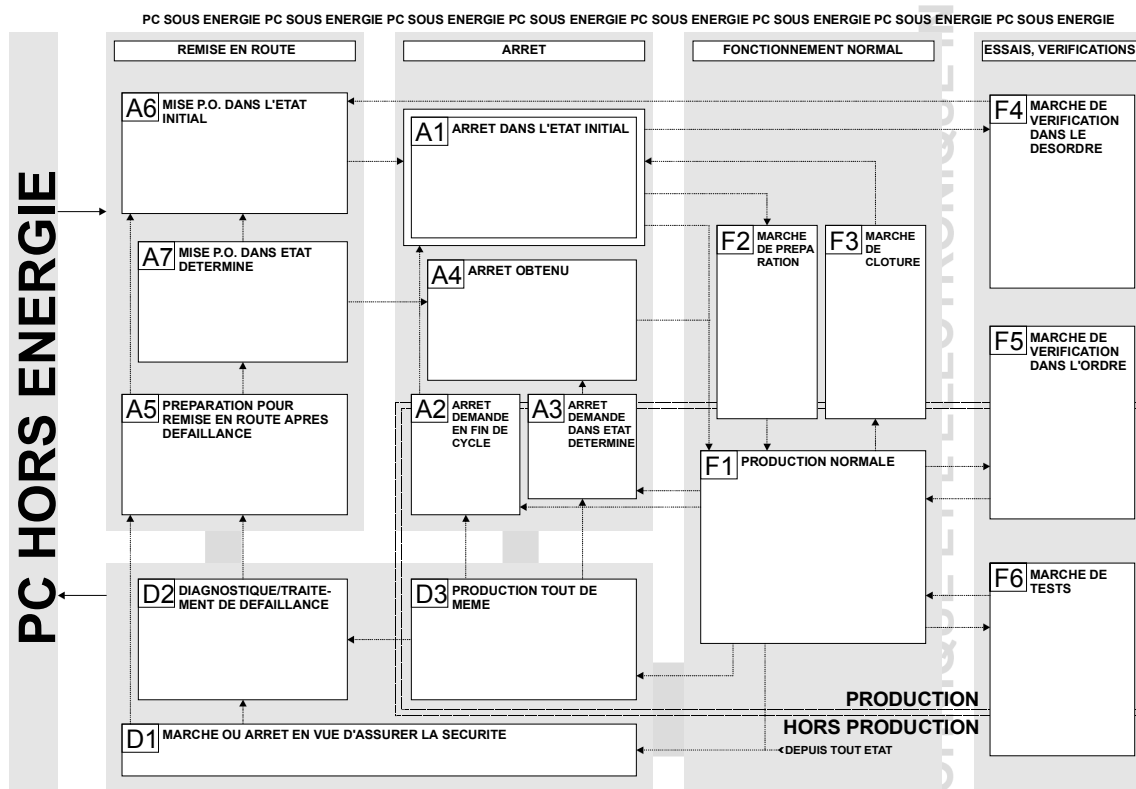 PC SOUS ENERGIE PC SOUS ENERGIE PC SOUS ENERGIE PC SOUS ENERGIE PC SOUS ENERGIE PC SOUS ENERGIE PC SOUS ENERGIE PC SOUS ENERGIE
PC HORS ENERGIE
REMISE EN ROUTE
ARRET
FONCTIONNEMENT NORMAL
ESSAIS, VERIFICATIONS
A6
MISE P.O. DANS L'ETAT
INITIAL
A7
MISE P.O. DANS ETAT
DETERMINE
A5
PREPARATION POUR
REMISE EN ROUTE APRES
DEFAILLANCE
A1
ARRET DANS L'ETAT INITIAL
A4
ARRET OBTENU
A2
ARRET
DEMANDE
EN FIN DE
CYCLE
A3
ARRET
DEMANDE
DANS ETAT
DETERMINE
F2
MARCHE
DE PREPA
RATION
F3
MARCHE
DE
CLOTURE
F1
PRODUCTION NORMALE
F4
MARCHE DE
VERIFICATION
DANS LE
DESORDRE
F5
MARCHE DE
VERIFICATION
DANS L'ORDRE
F6
MARCHE DE
TESTS
D2
DIAGNOSTIQUE/TRAITE-
MENT DE DEFAILLANCE
D3
PRODUCTION TOUT DE
MEME
D1
MARCHE OU ARRET EN VUE D'ASSURER LA SECURITE
PRODUCTION
HORS PRODUCTION
DEPUIS TOUT ETAT